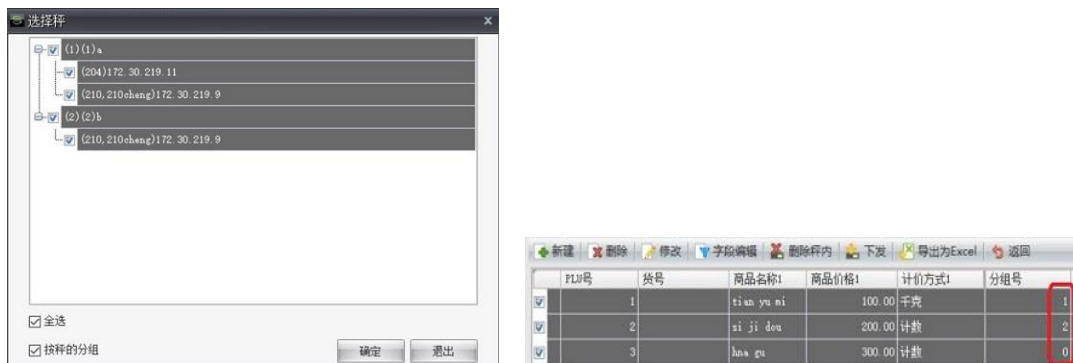 选择秤
x
(1)(1)a
(204)172.30.219.11
(210,210cheng)172.30.219.9
(2)(2)b
(210,210cheng)172.30.219.9
全选
按秤的分组
确定 退出
新建 删除 修改 字段编辑 删除秤内 下发 导出为Excel 返回
PLU号 货号 商品名称1 商品价格1 计价方式1 分组号
1 tian yu mi 100.00 千克 1
2 zi ji dou 200.00 计数 2
3 hna gu 300.00 计数 0